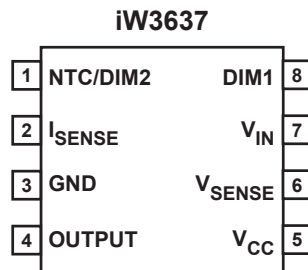 iW3637
1 NTC/DIM2 DIM1 8
2 ISENSE VIN 7
3 GND VSENSE 6
4 OUTPUT VCC 5